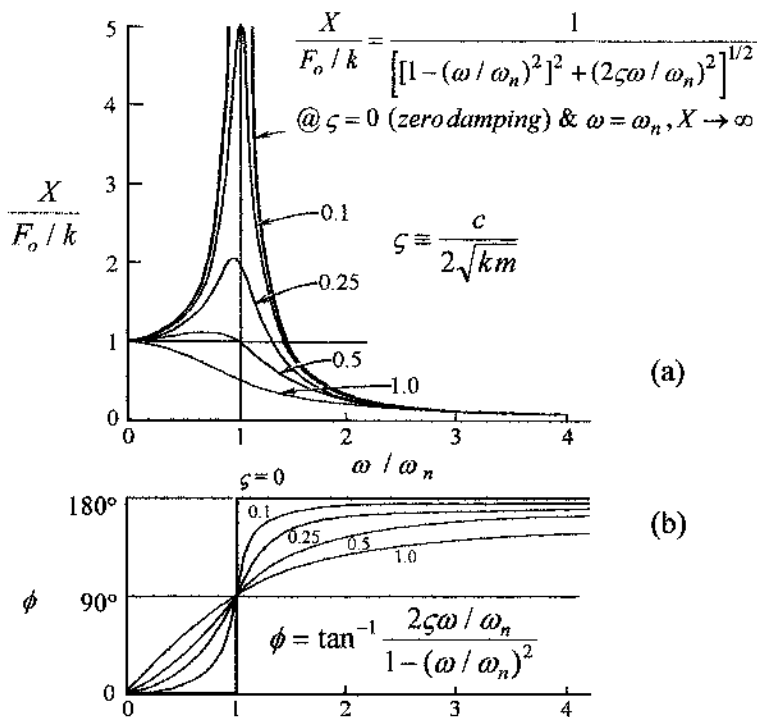 5
4
3
2
1
0
X / (F_o / k)
X / (F_o / k) = 1 / [[1−(ω/ω_n)²]² + (2ςω/ω_n)²]^{1/2}
@ ς = 0 (zero damping) & ω = ω_n, X → ∞
0.1
ς ≡ c / (2√(km))
0.25
0.5
1.0
(a)
0 1 2 3 4
ω / ω_n
ς = 0
180°
90°
0
ϕ
0.1
0.25
0.5
1.0
(b)
ϕ = tan⁻¹ (2ςω/ω_n) / (1−(ω/ω_n)²)
0 1 2 3 4